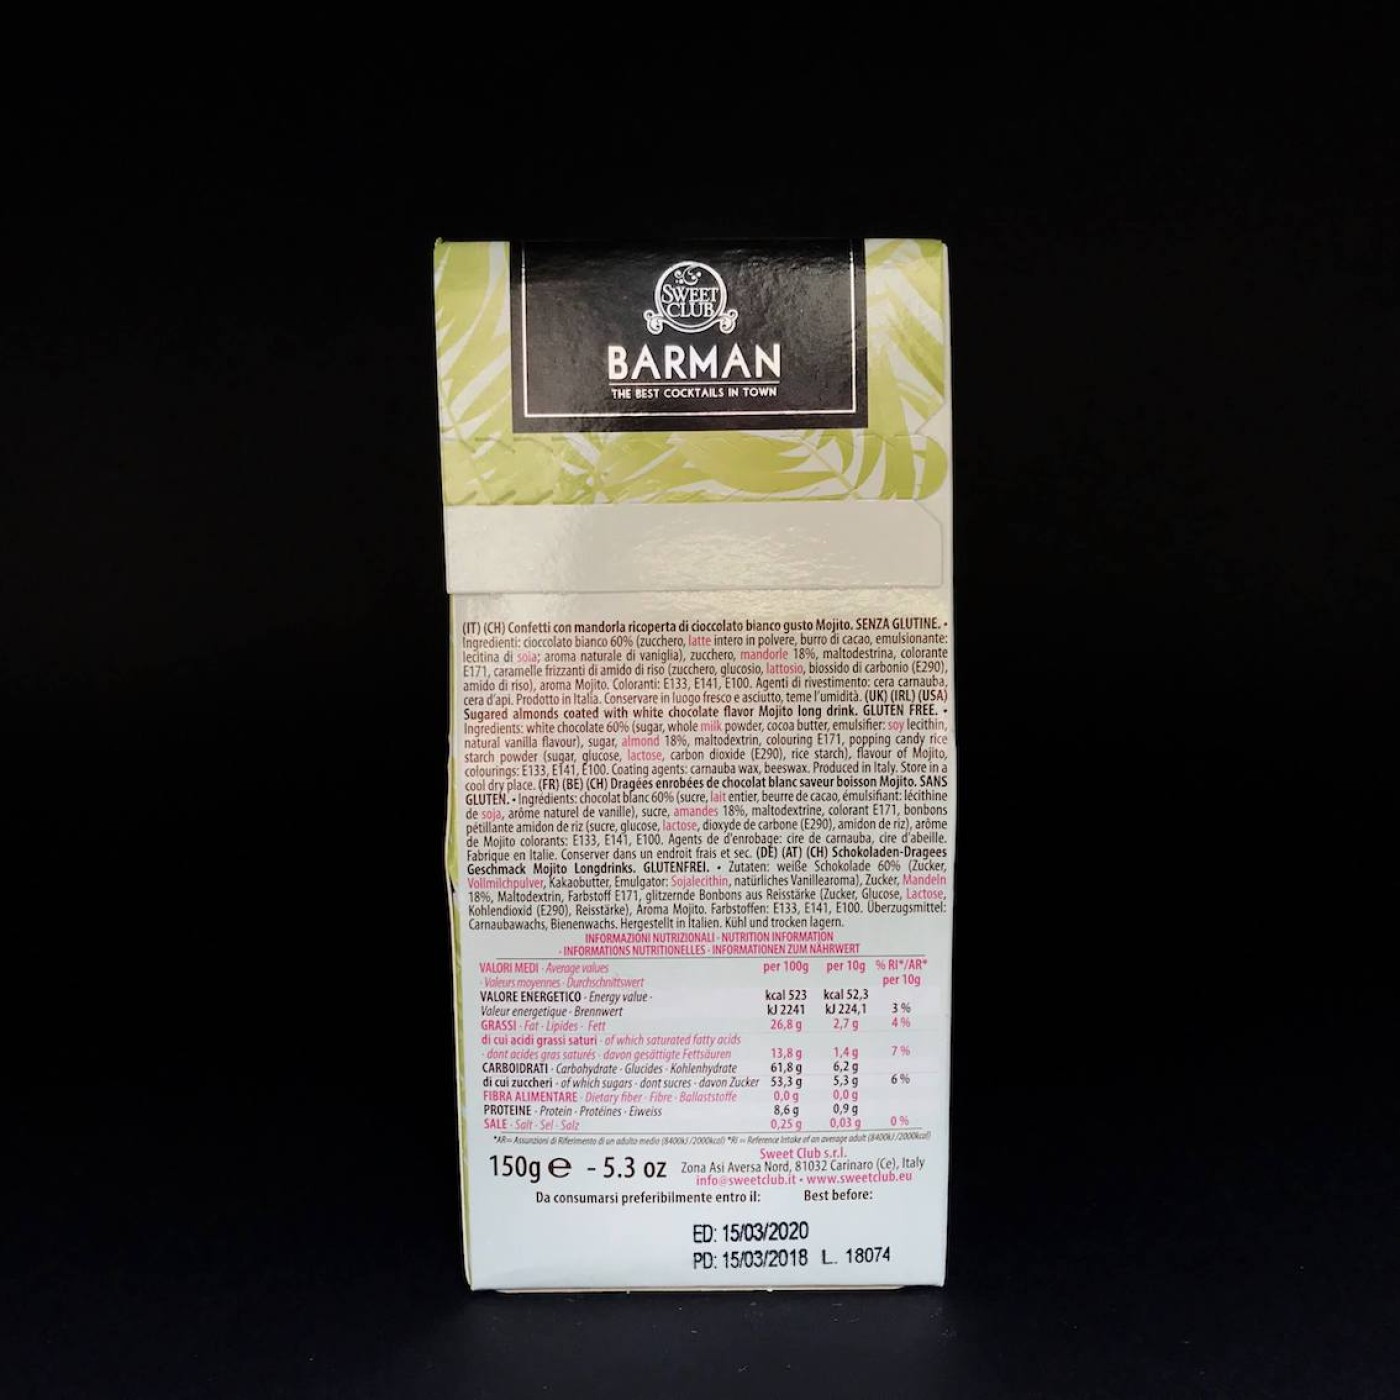 SWEET
CLUB
BARMAN
THE BEST COCKTAILS IN TOWN
(IT) (CH) Confetti con mandorla ricoperta di cioccolato bianco gusto Mojito. SENZA GLUTINE. •
Ingredienti: cioccolato bianco 60% (zucchero, latte intero in polvere, burro di cacao, emulsionante:
lecitina di soia; aroma naturale di vaniglia), zucchero, mandorle 18%, maltodestrina, colorante
E171, caramelle frizzanti di amido di riso (zucchero, glucosio, lattosio, biossido di carbonio (E290),
amido di riso), aroma Mojito. Coloranti: E133, E141, E100. Agenti di rivestimento: cera carnauba,
cera d'api. Prodotto in Italia. Conservare in luogo fresco e asciutto, teme l'umidità. (UK) (IRL) (USA)
Sugared almonds coated with white chocolate flavor Mojito long drink. GLUTEN FREE. •
Ingredients: white chocolate 60% (sugar, whole milk powder, cocoa butter, emulsifier: soy lecithin,
natural vanilla flavour), sugar, almond 18%, maltodextrin, colouring E171, popping candy rice
starch powder (sugar, glucose, lactose, carbon dioxide (E290), rice starch), flavour of Mojito,
colourings: E133, E141, E100. Coating agents: carnauba wax, beeswax. Produced in Italy. Store in a
cool dry place. (FR) (BE) (CH) Dragées enrobées de chocolat blanc saveur boisson Mojito. SANS
GLUTEN. • Ingrédients: chocolat blanc 60% (sucre, lait entier, beurre de cacao, émulsifiant: lécithine
de soja, arôme naturel de vanille), sucre, amandes 18%, maltodextrine, colorant E171, bonbons
pétillante amidon de riz (sucre, glucose, lactose, dioxyde de carbone (E290), amidon de riz), arôme
de Mojito colorants: E133, E141, E100. Agents de d'enrobage: cire de carnauba, cire d'abeille.
Fabrique en Italie. Conserver dans un endroit frais et sec. (DE) (AT) (CH) Schokoladen-Dragees
Geschmack Mojito Longdrinks. GLUTENFREI. • Zutaten: weiße Schokolade 60% (Zucker,
Vollmilchpulver, Kakaobutter, Emulgator: Sojalecithin, natürliches Vanillearoma), Zucker, Mandeln
18%, Maltodextrin, Farbstoff E171, glitzernde Bonbons aus Reisstärke (Zucker, Glucose, Lactose,
Kohlendioxid (E290), Reisstärke), Aroma Mojito. Farbstoffen: E133, E141, E100. Überzugsmittel:
Carnaubawachs, Bienenwachs. Hergestellt in Italien. Kühl und trocken lagern.
INFORMAZIONI NUTRIZIONALI - NUTRITION INFORMATION
- INFORMATIONS NUTRITIONELLES - INFORMATIONEN ZUM NÄHRWERT
VALORI MEDI - Average values per 100g per 10g % RI*/AR*
- Valeurs moyennes - Durchschnittswert per 10g
VALORE ENERGETICO - Energy value - kcal 523 kcal 52,3
Valeur energetique - Brennwert kJ 2241 kJ 224,1 3 %
GRASSI - Fat - Lipides - Fett 26,8 g 2,7 g 4 %
di cui acidi grassi saturi - of which saturated fatty acids
- dont acides gras saturés - davon gesättigte Fettsäuren 13,8 g 1,4 g 7 %
CARBOIDRATI - Carbohydrate - Glucides - Kohlenhydrate 61,8 g 6,2 g
di cui zuccheri - of which sugars - dont sucres - davon Zucker 53,3 g 5,3 g 6 %
FIBRA ALIMENTARE - Dietary fiber - Fibre - Ballaststoffe 0,0 g 0,0 g
PROTEINE - Protein - Protéines - Eiweiss 8,6 g 0,9 g
SALE - Salt - Sel - Salz 0,25 g 0,03 g 0 %
*AR= Assunzioni di Riferimento di un adulto medio (8400kJ/2000kcal) *RI = Reference Intake of an average adult (8400kJ/2000kcal)
Sweet Club s.r.l.
150g e - 5.3 oz Zona Asi Aversa Nord, 81032 Carinaro (Ce), Italy
info@sweetclub.it - www.sweetclub.eu
Da consumarsi preferibilmente entro il: Best before:
ED: 15/03/2020
PD: 15/03/2018 L. 18074